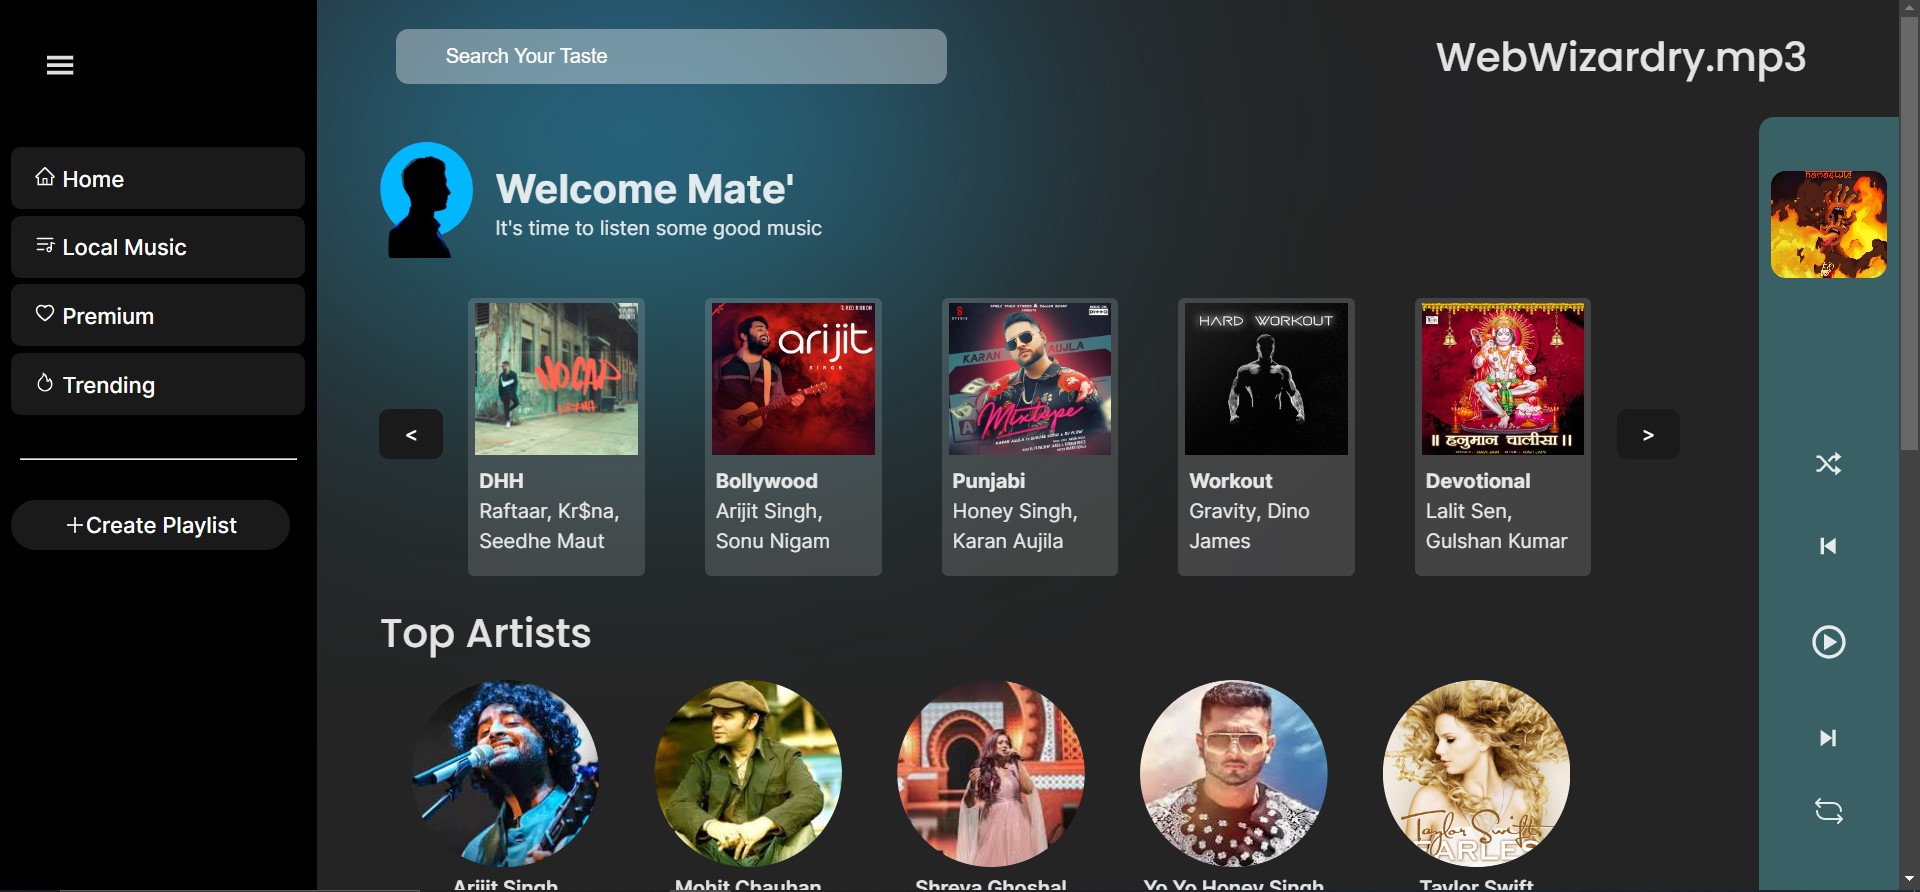 Search Your Taste
WebWizardry.mp3
Home
Local Music
Premium
Trending
+Create Playlist
Welcome Mate'
It's time to listen some good music
<
NO CAP
DHH
Raftaar, Kr$na,
Seedhe Maut
arijit
SINGS
Bollywood
Arijit Singh,
Sonu Nigam
KARAN AUJLA
Mixtape
Punjabi
Honey Singh,
Karan Aujila
HARD WORKOUT
Workout
Gravity, Dino
James
॥ हनुमान चालीसा ॥
Devotional
Lalit Sen,
Gulshan Kumar
>
Top Artists
Taylor Swift
FEARLESS
Arijit Singh
Mohit Chauhan
Shreya Ghoshal
Yo Yo Honey Singh
Taylor Swift